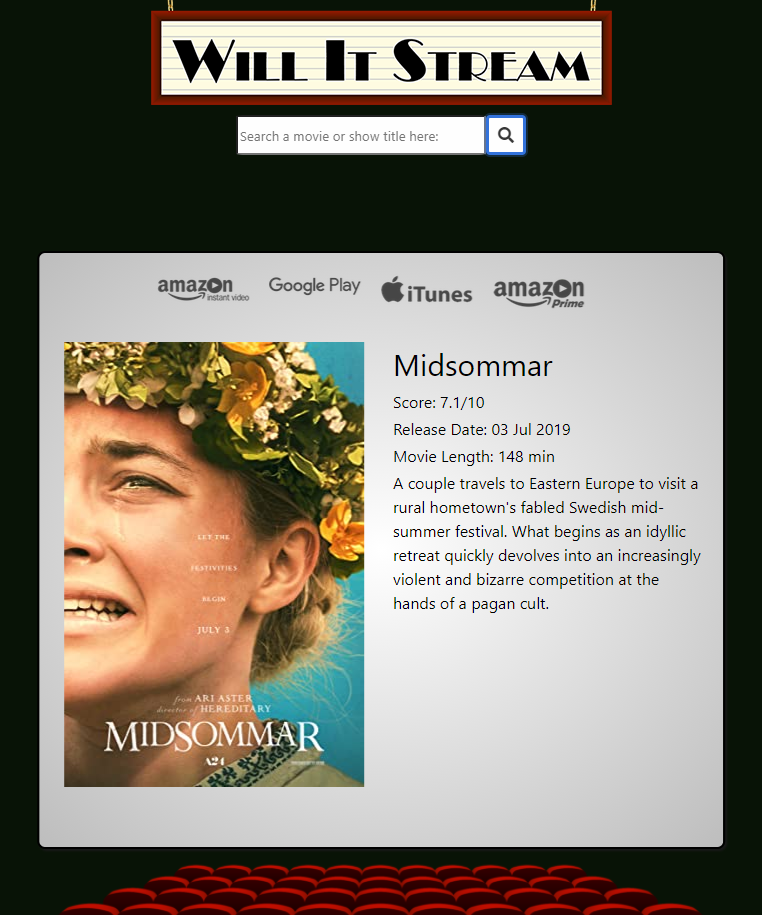 Will It Stream
Search a movie or show title here:
amazon instant video
Google Play
iTunes
amazon Prime
Midsommar
Score: 7.1/10
Release Date: 03 Jul 2019
Movie Length: 148 min
A couple travels to Eastern Europe to visit a
rural hometown's fabled Swedish mid-
summer festival. What begins as an idyllic
retreat quickly devolves into an increasingly
violent and bizarre competition at the
hands of a pagan cult.
LET THE
FESTIVITIES
BEGIN
JULY 3
from ARI ASTER
director of HEREDITARY
MIDSOMMAR
A24